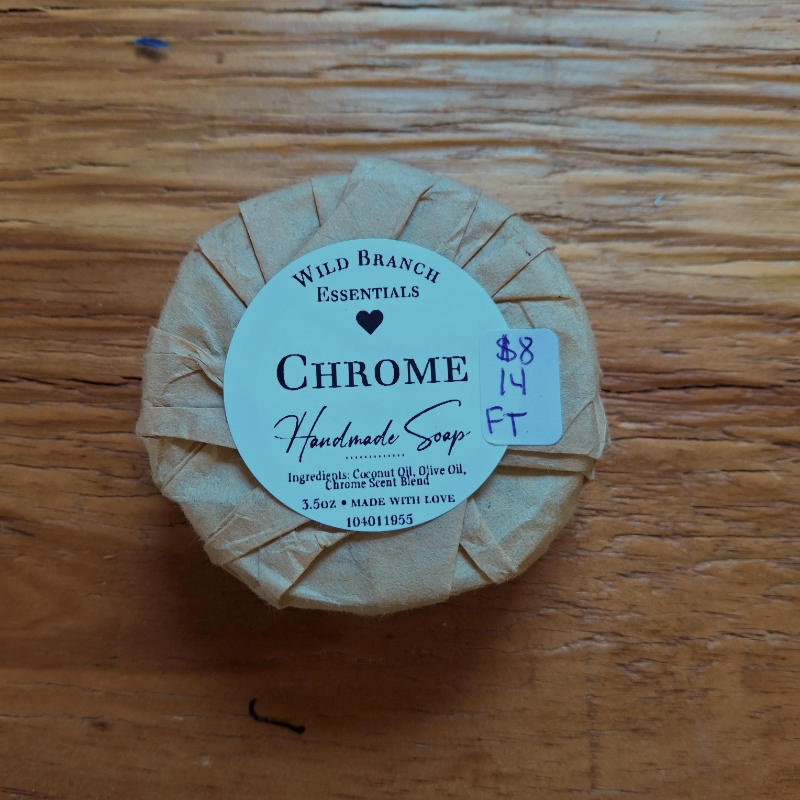 WILD BRANCH
ESSENTIALS
CHROME
Handmade Soap
Ingredients: Coconut Oil, Olive Oil,
Chrome Scent Blend
3.5OZ • MADE WITH LOVE
104011955
$8
14
FT